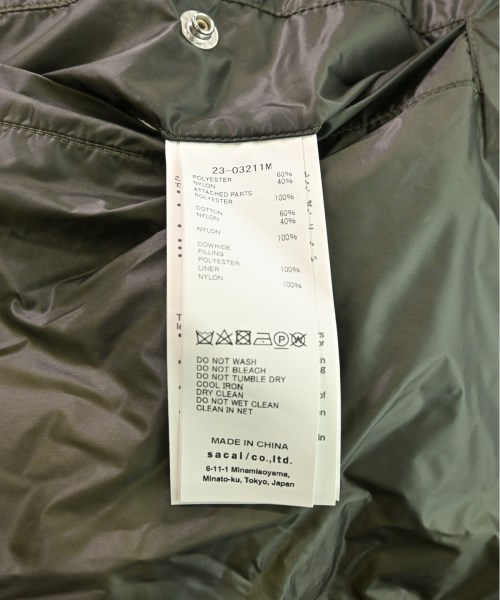 23-03211M
POLYESTER 60%
NYLON 40%
ATTACHED PARTS
POLYESTER 100%
COTTON 60%
NYLON 40%
NYLON 100%
COWHIDE
FILLING
POLYESTER
LINER 100%
NYLON 100%
DO NOT WASH
DO NOT BLEACH
DO NOT TUMBLE DRY
COOL IRON
DRY CLEAN
DO NOT WET CLEAN
CLEAN IN NET
MADE IN CHINA
sacai/co.,ltd.
6-11-1 Minamiaoyama,
Minato-ku, Tokyo, Japan